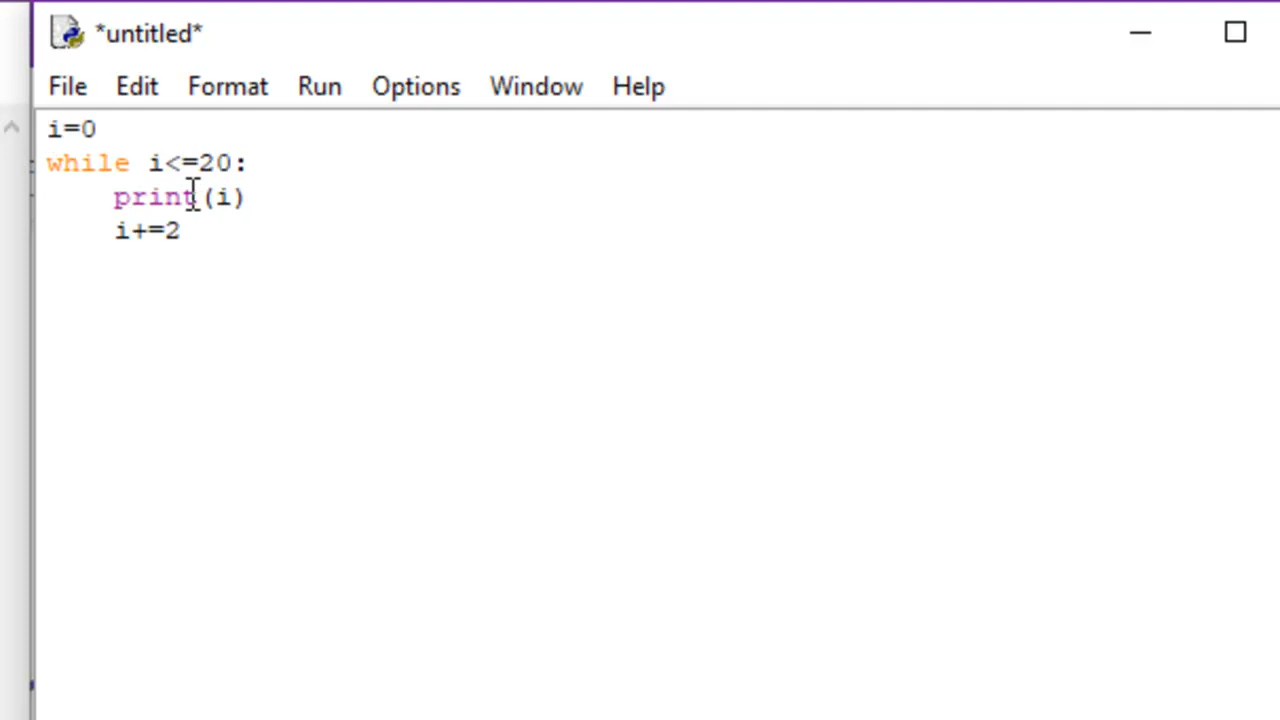 *untitled*
File Edit Format Run Options Window Help
i=0
while i<=20:
    print(i)
    i+=2